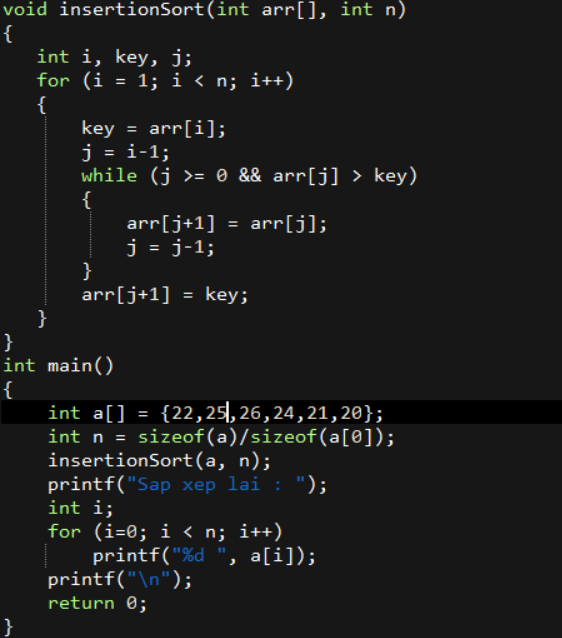 void insertionSort(int arr[], int n)
{
int i, key, j;
for (i = 1; i < n; i++)
{
key = arr[i];
j = i-1;
while (j >= 0 && arr[j] > key)
{
arr[j+1] = arr[j];
j = j-1;
}
arr[j+1] = key;
}
}
int main()
{
int a[] = {22,25,26,24,21,20};
int n = sizeof(a)/sizeof(a[0]);
insertionSort(a, n);
printf("Sap xep lai : ");
int i;
for (i=0; i < n; i++)
printf("%d ", a[i]);
printf("\n");
return 0;
}